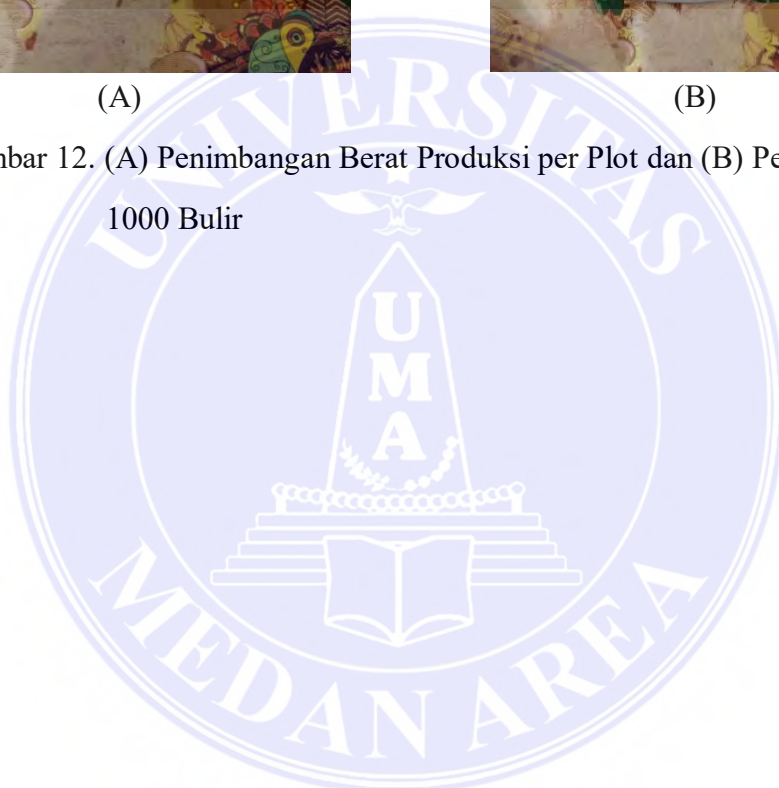 (A) (B)
mbar 12. (A) Penimbangan Berat Produksi per Plot dan (B) Pe
1000 Bulir
UNIVERSITAS
UMA
MEDAN AREA